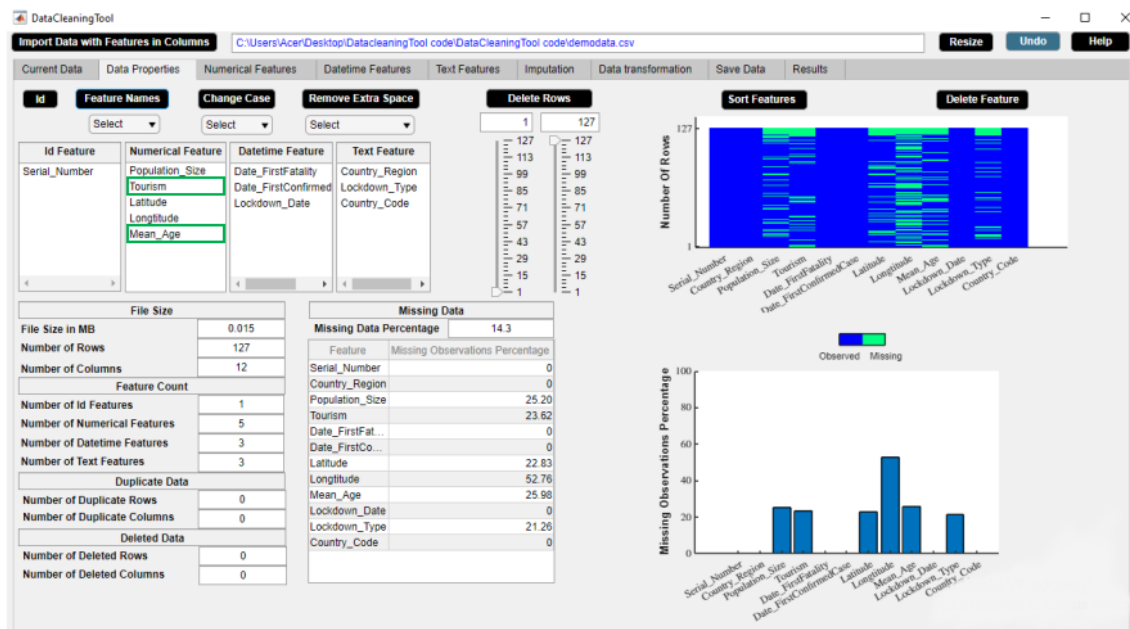 DataCleaningTool
Import Data with Features in Columns
C:\Users\Acer\Desktop\DatacleaningTool code\DataCleaningTool code\demodata.csv
Resize
Undo
Help
Current Data
Data Properties
Numerical Features
Datetime Features
Text Features
Imputation
Data transformation
Save Data
Results
Id
Feature Names
Change Case
Remove Extra Space
Delete Rows
Sort Features
Delete Feature
Select
Select
Select
1
127
Id Feature
Serial_Number
Numerical Feature
Population_Size
Tourism
Latitude
Longtitude
Mean_Age
Datetime Feature
Date_FirstFatality
Date_FirstConfirmed
Lockdown_Date
Text Feature
Country_Region
Lockdown_Type
Country_Code
127
113
99
85
71
57
43
29
15
1
127
113
99
85
71
57
43
29
15
1
Number Of Rows
127
1
Serial_Number
Country_Region
Population_Size
Tourism
Date_FirstFatality
Date_FirstConfirmedCase
Latitude
Longtitude
Mean_Age
Lockdown_Date
Lockdown_Type
Country_Code
Observed Missing
File Size
File Size in MB 0.015
Number of Rows 127
Number of Columns 12
Feature Count
Number of Id Features 1
Number of Numerical Features 5
Number of Datetime Features 3
Number of Text Features 3
Duplicate Data
Number of Duplicate Rows 0
Number of Duplicate Columns 0
Deleted Data
Number of Deleted Rows 0
Number of Deleted Columns 0
Missing Data
Missing Data Percentage 14.3
Feature Missing Observations Percentage
Serial_Number 0
Country_Region 0
Population_Size 25.20
Tourism 23.62
Date_FirstFat... 0
Date_FirstCo... 0
Latitude 22.83
Longtitude 52.76
Mean_Age 25.98
Lockdown_Date 0
Lockdown_Type 21.26
Country_Code 0
Missing Observations Percentage
100
80
60
40
20
0
Serial_Number
Country_Region
Population_Size
Tourism
Date_FirstFatality
Date_FirstConfirmedCase
Latitude
Longtitude
Mean_Age
Lockdown_Date
Lockdown_Type
Country_Code